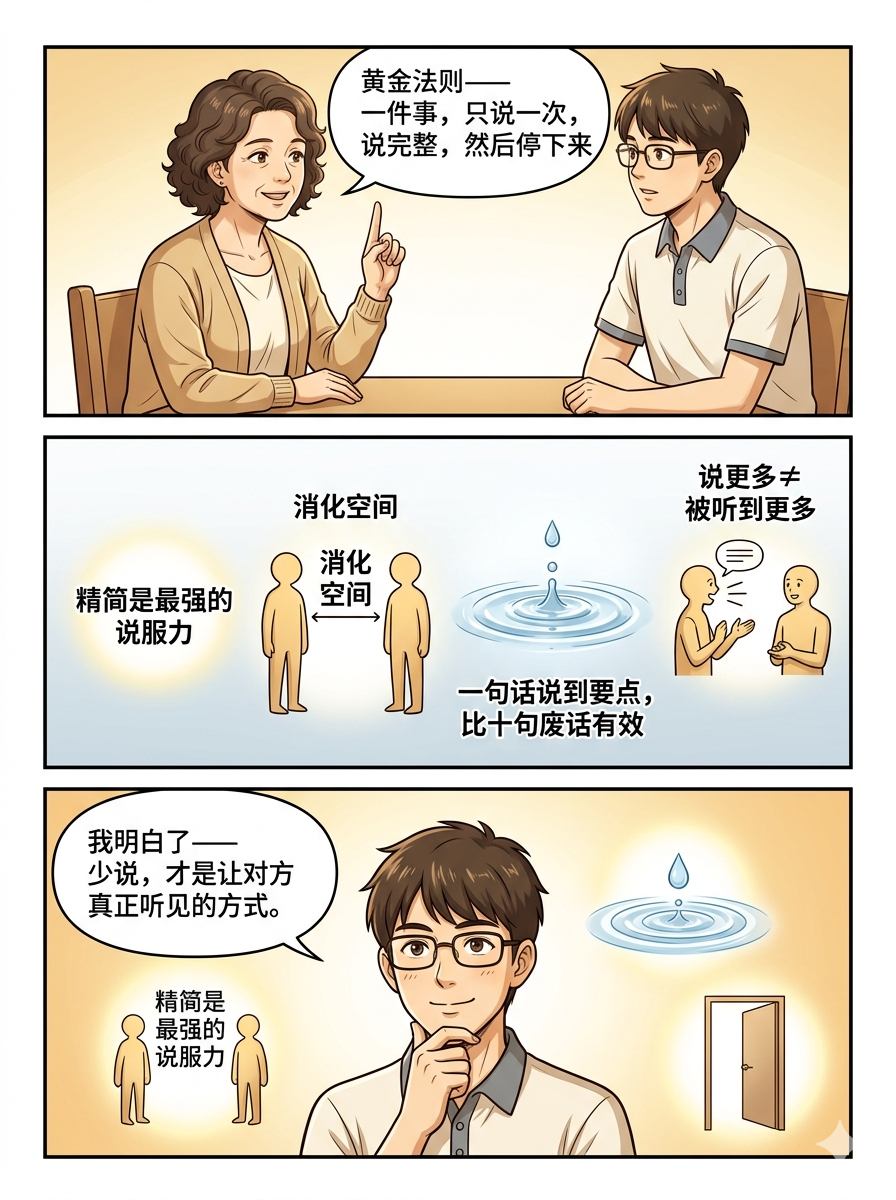 黄金法则——
一件事，只说一次，
说完整，然后停下来
精简是最强的
说服力
消化空间
消化
空间
一句话说到要点，
比十句废话有效
说更多≠
被听到更多
我明白了——
少说，才是让对方
真正听见的方式。
精简是
最强的
说服力